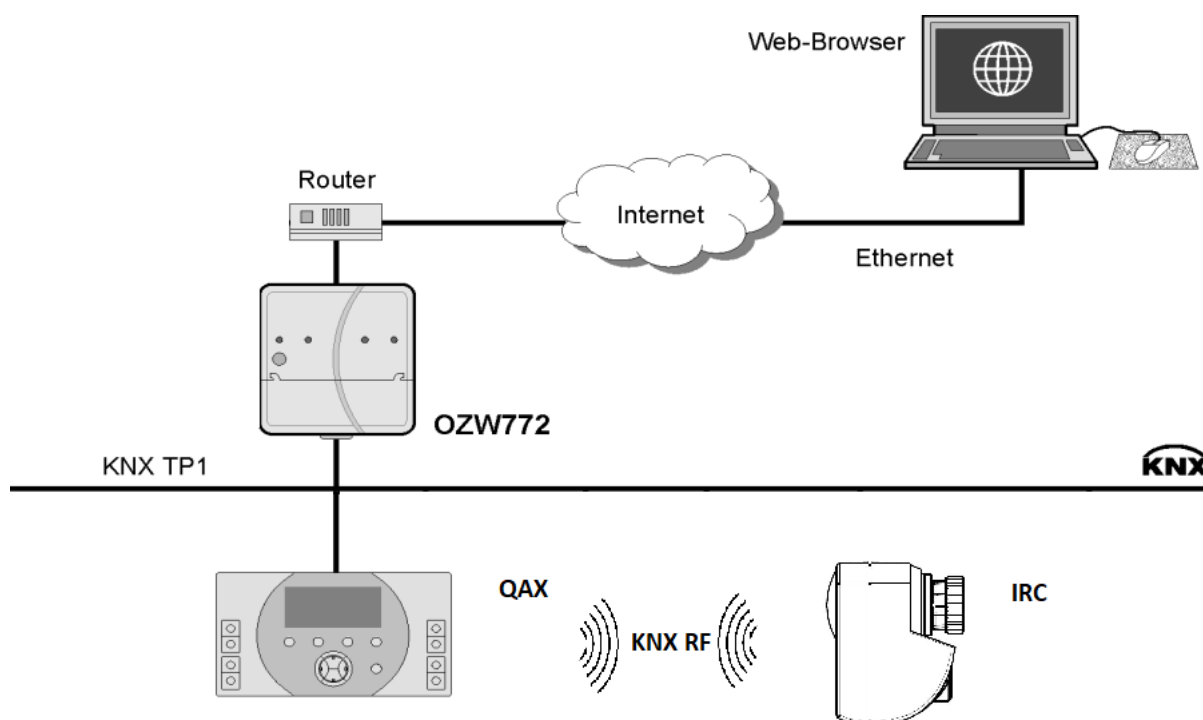 Web-Browser
Router
Internet
Ethernet
OZW772
KNX TP1
KNX
QAX
KNX RF
IRC